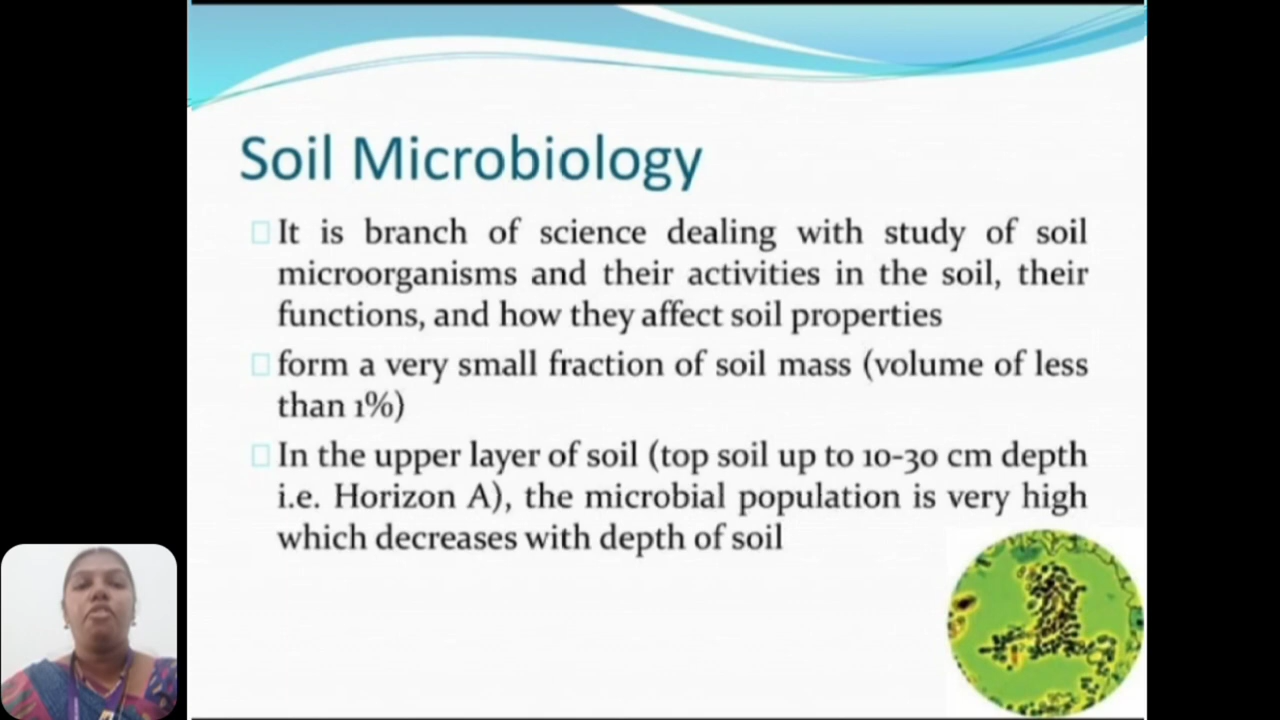 Soil Microbiology
It is branch of science dealing with study of soil
microorganisms and their activities in the soil, their
functions, and how they affect soil properties
form a very small fraction of soil mass (volume of less
than 1%)
In the upper layer of soil (top soil up to 10-30 cm depth
i.e. Horizon A), the microbial population is very high
which decreases with depth of soil